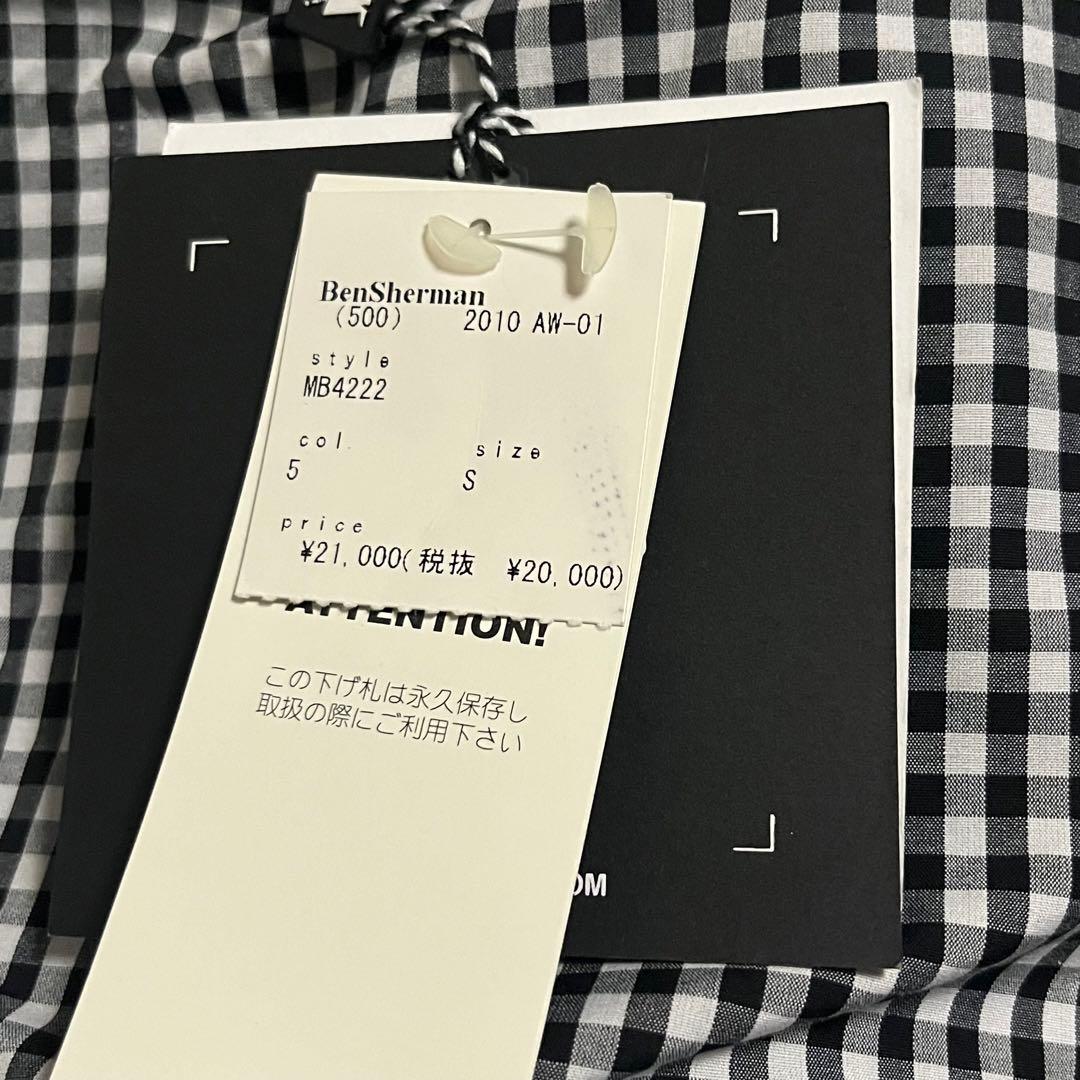 BenSherman
(500) 2010 AW-01
style
MB4222
col. size
5 S
price
¥21,000(税抜 ¥20,000)
ATTENTION!
この下げ札は永久保存し
取扱の際にご利用下さい
OM